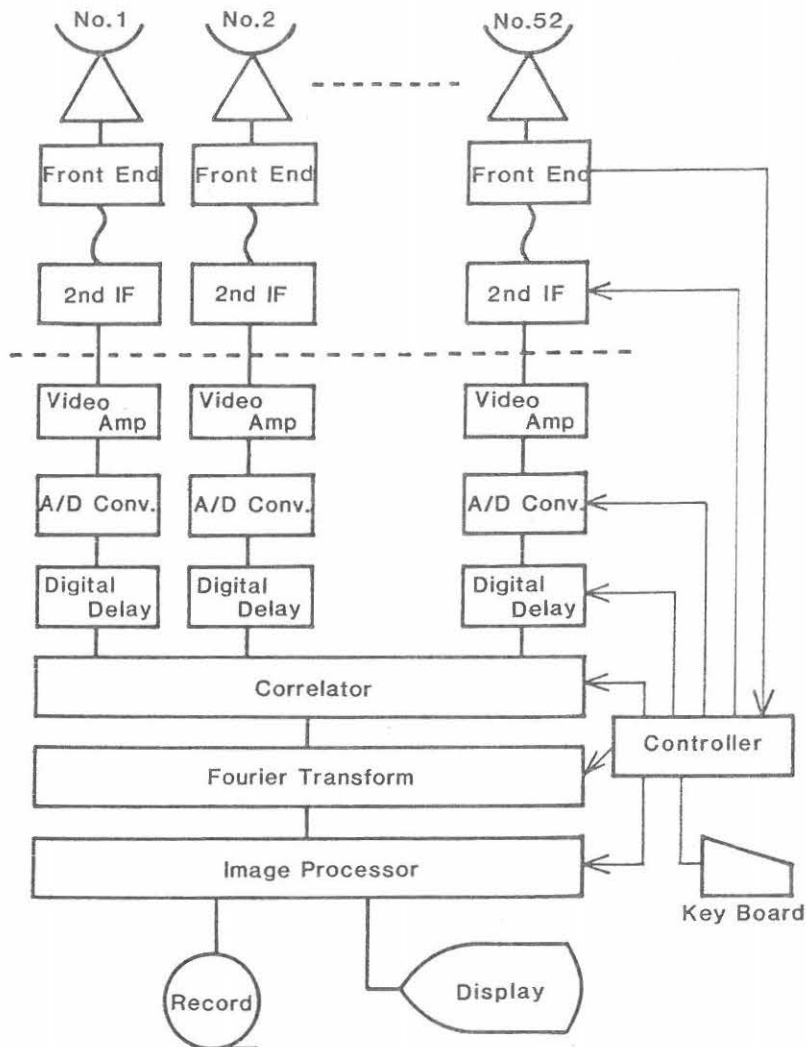 No.1 No.2 No.52
Front End Front End Front End
2nd IF 2nd IF 2nd IF
Video Amp
Video Amp
Video Amp
A/D Conv. A/D Conv. A/D Conv.
Digital Delay
Digital Delay
Digital Delay
Correlator
Controller
Fourier Transform
Image Processor
Key Board
Record
Display